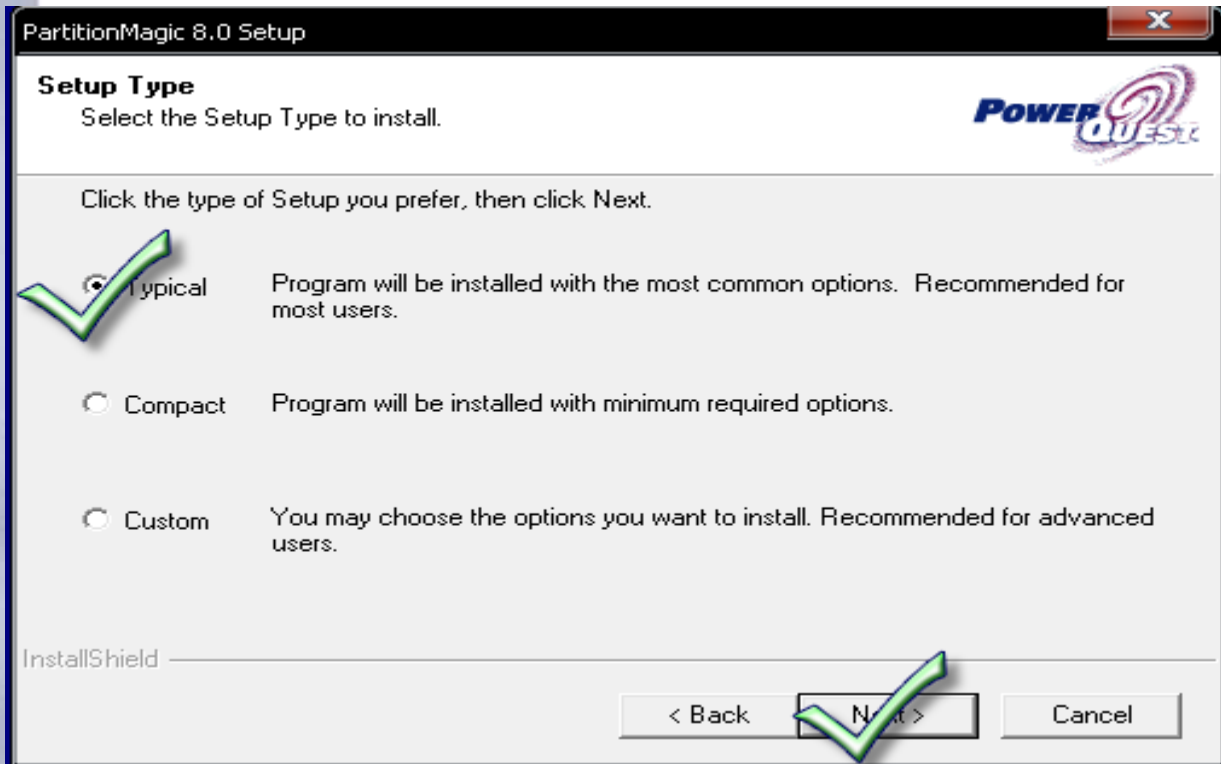 PartitionMagic 8.0 Setup
Setup Type
Select the Setup Type to install.
POWERQUEST
Click the type of Setup you prefer, then click Next.
Typical
Program will be installed with the most common options. Recommended for
most users.
Compact
Program will be installed with minimum required options.
Custom
You may choose the options you want to install. Recommended for advanced
users.
InstallShield
< Back
Next >
Cancel